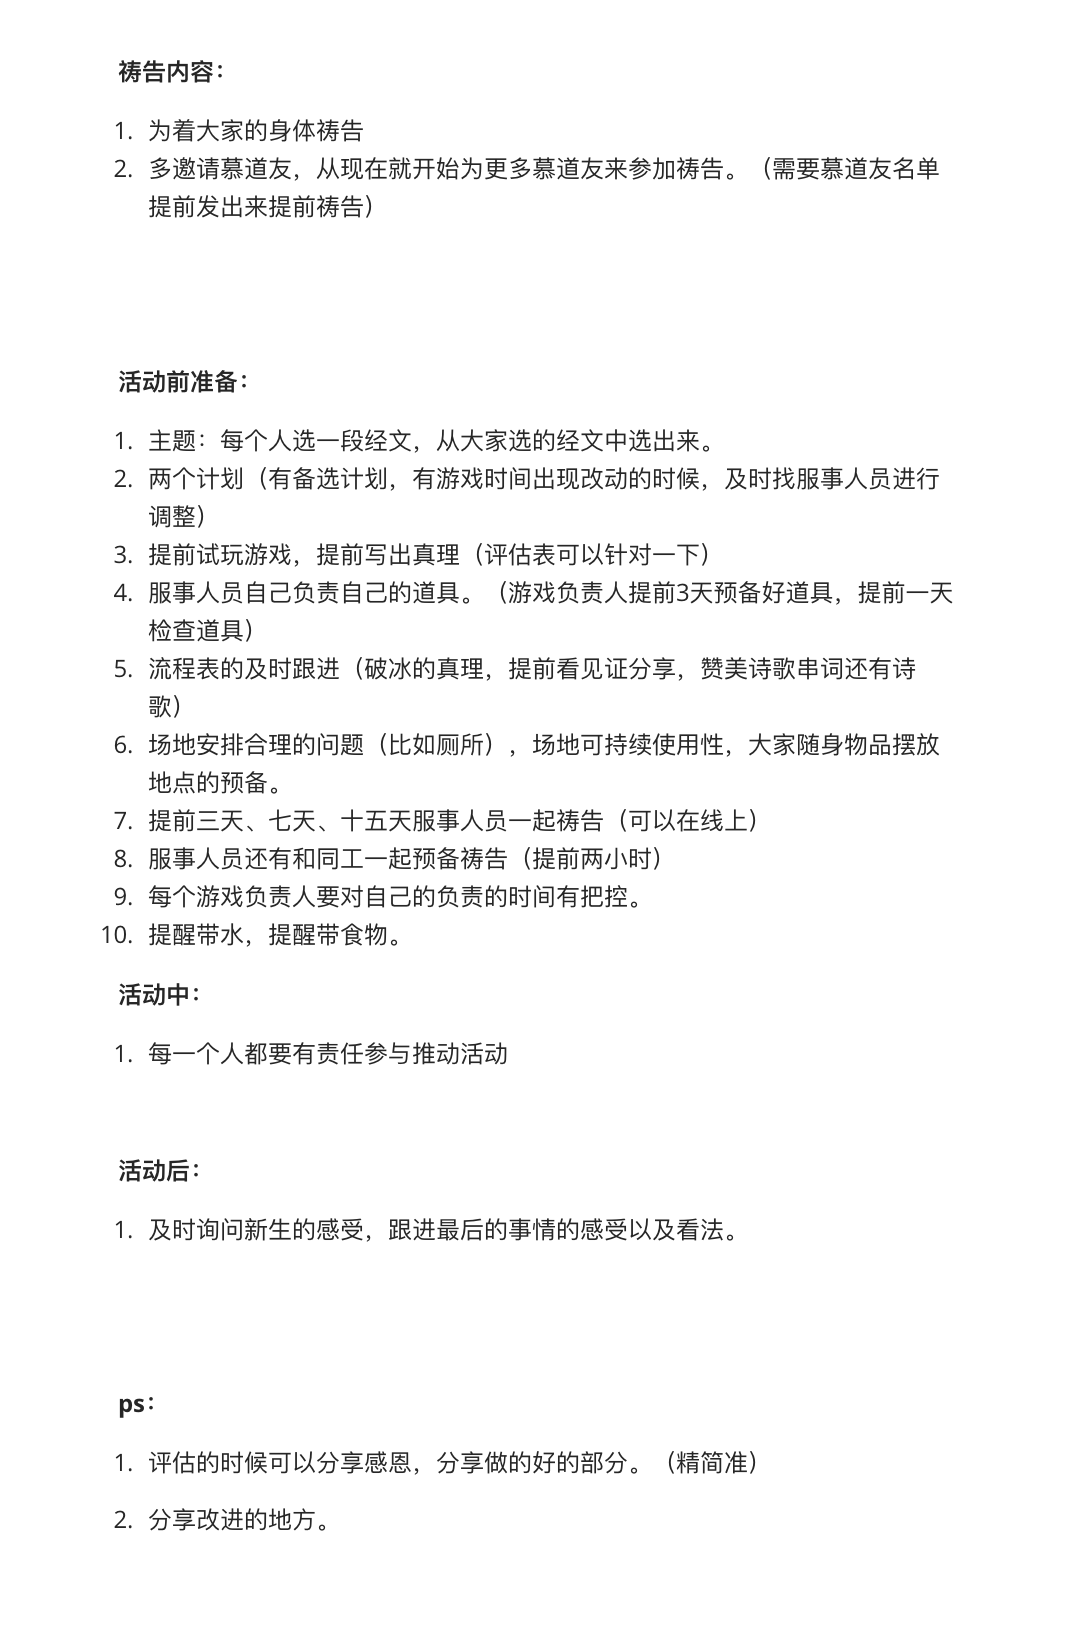 祷告内容：
1. 为着大家的身体祷告
2. 多邀请慕道友，从现在就开始为更多慕道友来参加祷告。（需要慕道友名单
提前发出来提前祷告）
活动前准备：
1. 主题：每个人选一段经文，从大家选的经文中选出来。
2. 两个计划（有备选计划，有游戏时间出现改动的时候，及时找服事人员进行
调整）
3. 提前试玩游戏，提前写出真理（评估表可以针对一下）
4. 服事人员自己负责自己的道具。（游戏负责人提前3天预备好道具，提前一天
检查道具）
5. 流程表的及时跟进（破冰的真理，提前看见证分享，赞美诗歌串词还有诗
歌）
6. 场地安排合理的问题（比如厕所），场地可持续使用性，大家随身物品摆放
地点的预备。
7. 提前三天、七天、十五天服事人员一起祷告（可以在线上）
8. 服事人员还有和同工一起预备祷告（提前两小时）
9. 每个游戏负责人要对自己的负责的时间有把控。
10. 提醒带水，提醒带食物。
活动中：
1. 每一个人都要有责任参与推动活动
活动后：
1. 及时询问新生的感受，跟进最后的事情的感受以及看法。
ps：
1. 评估的时候可以分享感恩，分享做的好的部分。（精简准）
2. 分享改进的地方。